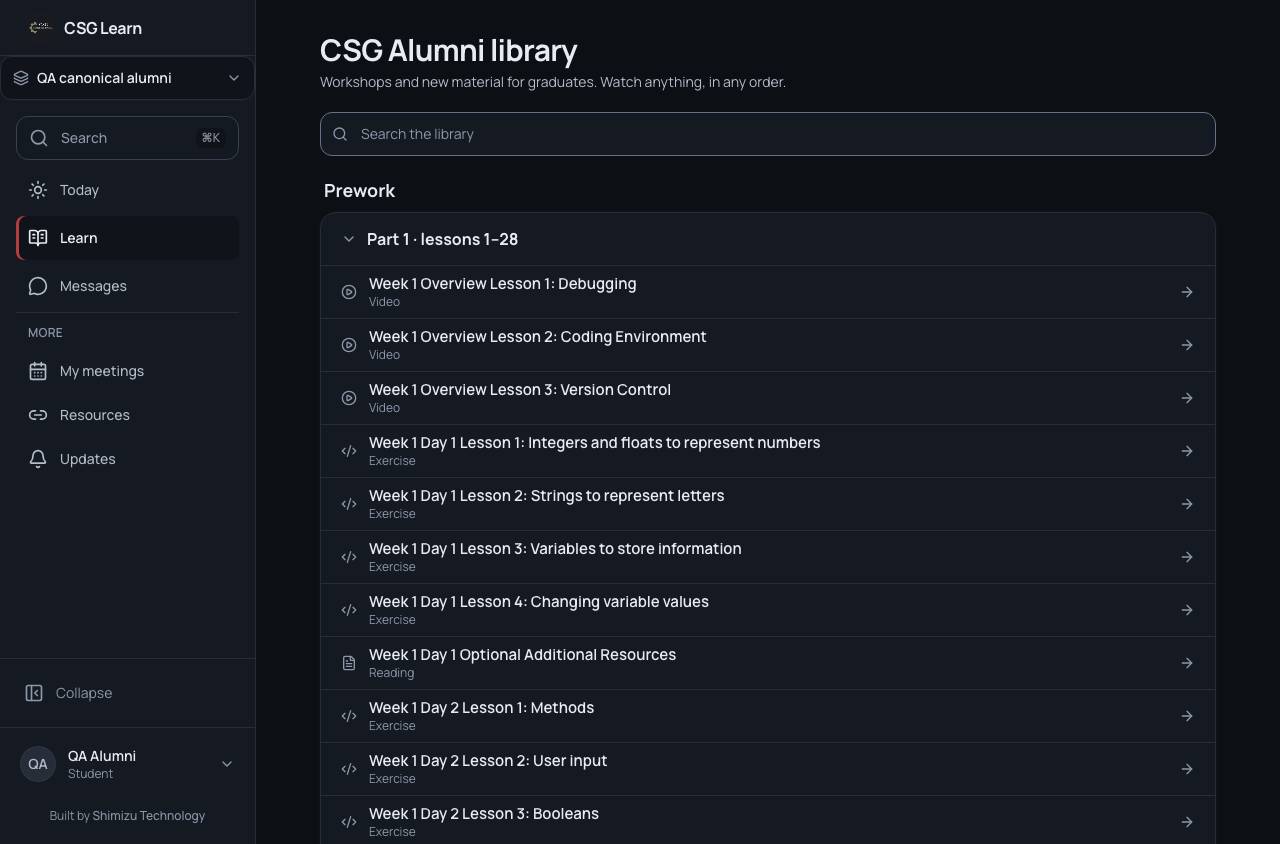 CSG Learn
QA canonical alumni
Search ⌘K
Today
Learn
Messages
MORE
My meetings
Resources
Updates
Collapse
QA
QA Alumni
Student
Built by Shimizu Technology
CSG Alumni library
Workshops and new material for graduates. Watch anything, in any order.
Search the library
Prework
Part 1 · lessons 1–28
Week 1 Overview Lesson 1: Debugging
Video
Week 1 Overview Lesson 2: Coding Environment
Video
Week 1 Overview Lesson 3: Version Control
Video
Week 1 Day 1 Lesson 1: Integers and floats to represent numbers
Exercise
Week 1 Day 1 Lesson 2: Strings to represent letters
Exercise
Week 1 Day 1 Lesson 3: Variables to store information
Exercise
Week 1 Day 1 Lesson 4: Changing variable values
Exercise
Week 1 Day 1 Optional Additional Resources
Reading
Week 1 Day 2 Lesson 1: Methods
Exercise
Week 1 Day 2 Lesson 2: User input
Exercise
Week 1 Day 2 Lesson 3: Booleans
Exercise